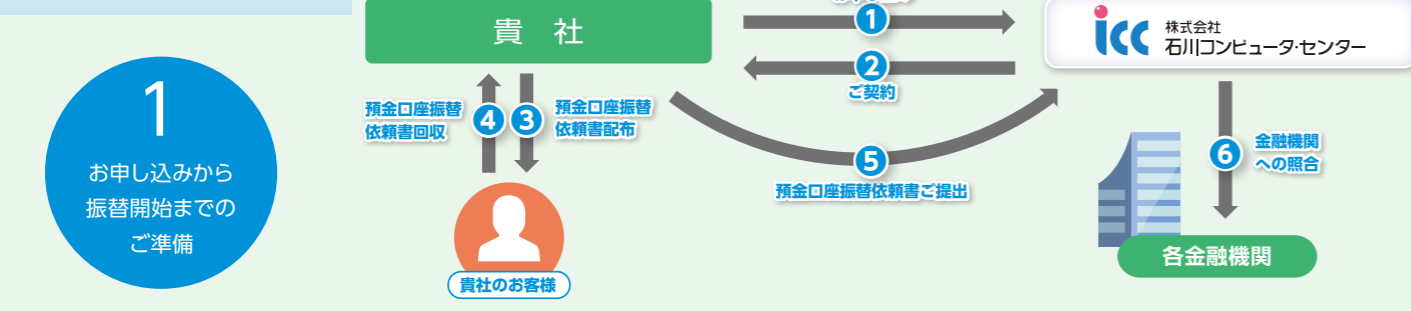 貴 社
1
icc 株式会社
石川コンピュータ・センター
2
ご契約
預金口座振替
依頼書回収
4
3
預金口座振替
依頼書配布
1
お申し込みから
振替開始までの
ご準備
5
預金口座振替依頼書ご提出
6
金融機関
への照合
各金融機関
貴社のお客様